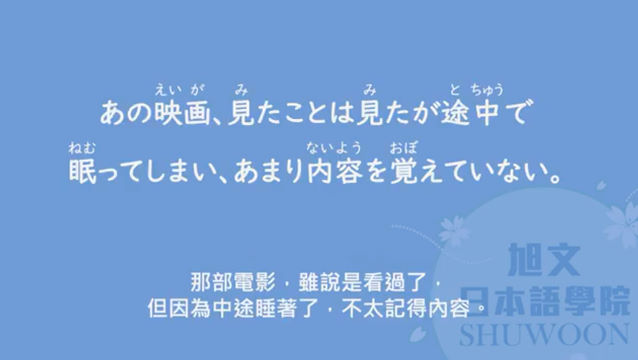 えいが み み とちゅう
あの映画、見たことは見たが途中で
ねむ ないよう おぼ
眠ってしまい、あまり内容を覚えていない。
旭文
日本語學院
SHUWOON
那部電影，雖說是看過了，
但因為中途睡著了，不太記得內容。